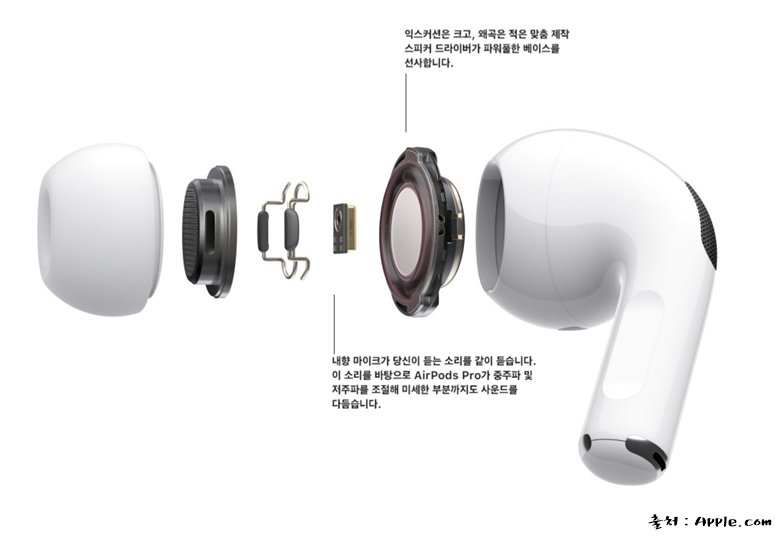 익스커션은 크고, 왜곡은 적은 맞춤 제작
스피커 드라이버가 파워풀한 베이스를
선사합니다.
내향 마이크가 당신이 듣는 소리를 같이 듣습니다.
이 소리를 바탕으로 AirPods Pro가 중주파 및
저주파를 조절해 미세한 부분까지도 사운드를
다듬습니다.
출처 : Apple.com